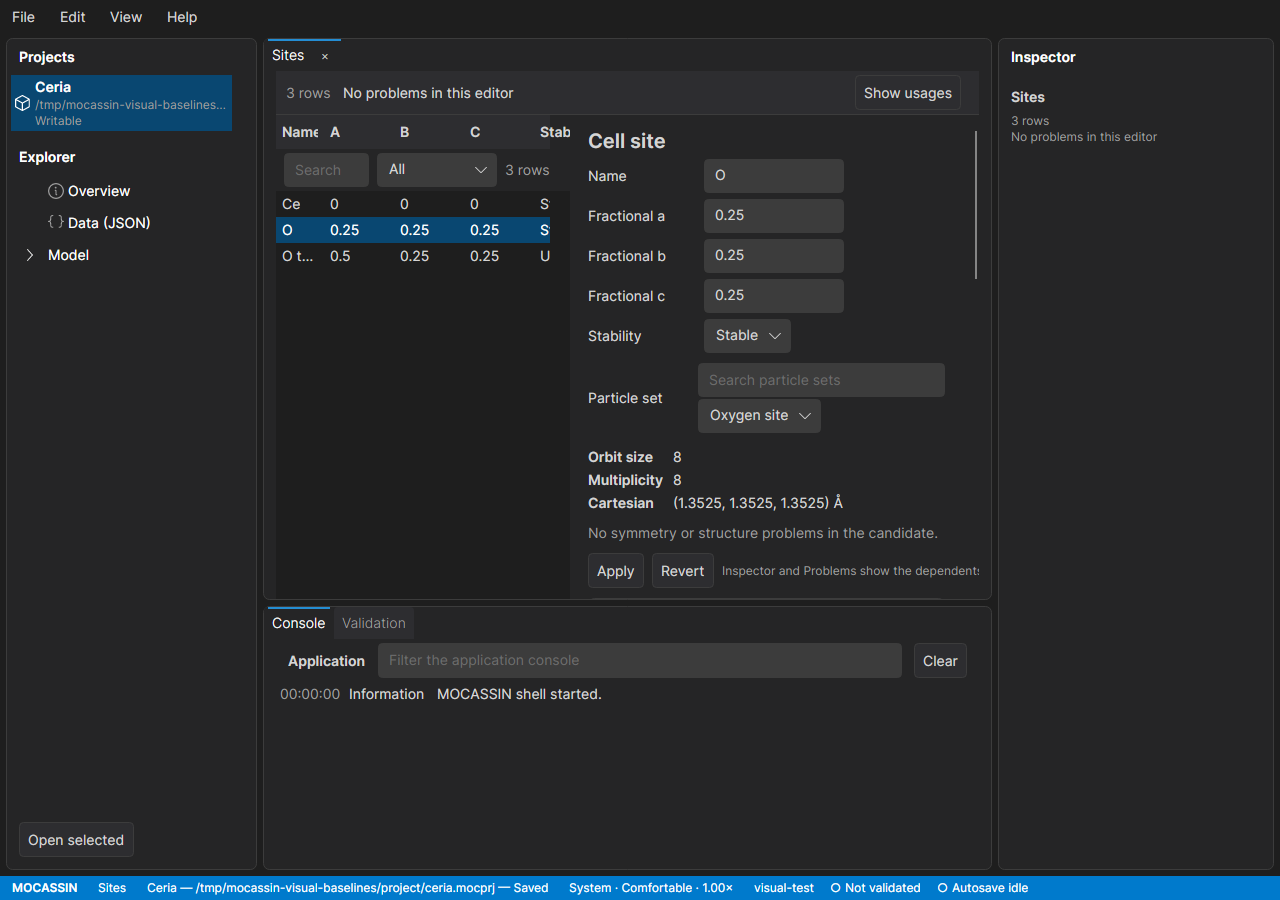 File Edit View Help
Projects
Ceria
/tmp/mocassin-visual-baselines...
Writable
Explorer
Overview
Data (JSON)
Model
Open selected
Sites ×
3 rows No problems in this editor Show usages
Name A B C Stab
Search All 3 rows
Ce 0 0 0 S
O 0.25 0.25 0.25 S
O t... 0.5 0.25 0.25 U
Cell site
Name O
Fractional a 0.25
Fractional b 0.25
Fractional c 0.25
Stability Stable
Particle set Search particle sets
Oxygen site
Orbit size 8
Multiplicity 8
Cartesian (1.3525, 1.3525, 1.3525) Å
No symmetry or structure problems in the candidate.
Apply Revert Inspector and Problems show the dependents
Console Validation
Application Filter the application console Clear
00:00:00 Information MOCASSIN shell started.
Inspector
Sites
3 rows
No problems in this editor
MOCASSIN Sites Ceria — /tmp/mocassin-visual-baselines/project/ceria.mocprj — Saved System · Comfortable · 1.00× visual-test Not validated Autosave idle